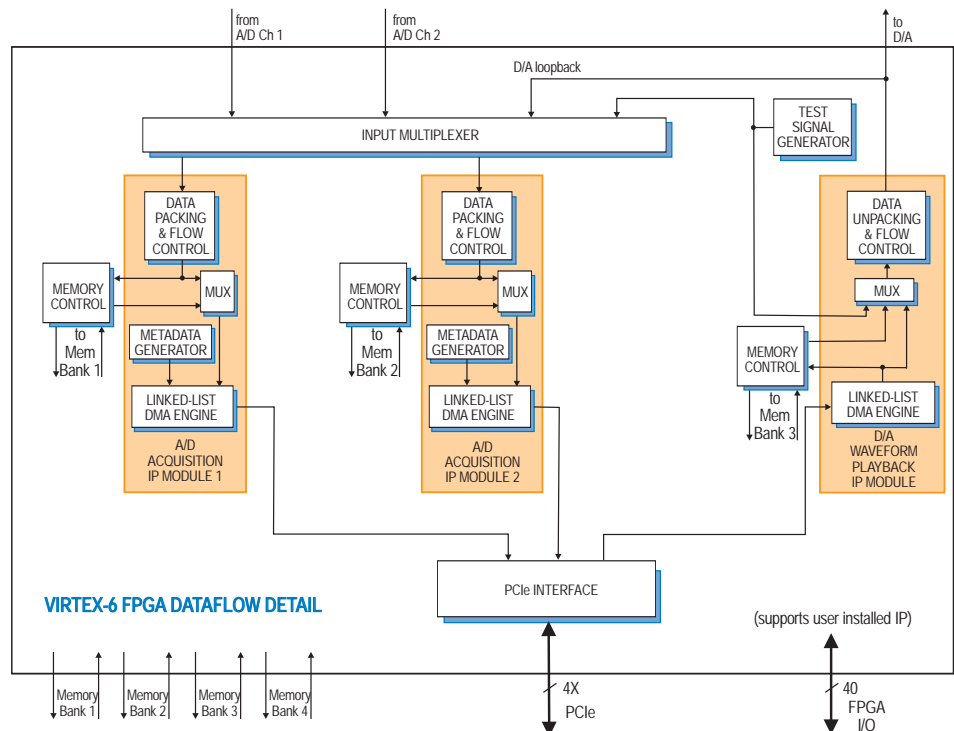 from
A/D Ch 1
from
A/D Ch 2
to
D/A
D/A loopback
INPUT MULTIPLEXER
TEST
SIGNAL
GENERATOR
DATA
PACKING
& FLOW
CONTROL
DATA
PACKING
& FLOW
CONTROL
DATA
UNPACKING
& FLOW
CONTROL
MEMORY
CONTROL
MUX
MEMORY
CONTROL
MUX
MUX
to
Mem
Bank 1
METADATA
GENERATOR
to
Mem
Bank 2
METADATA
GENERATOR
MEMORY
CONTROL
to
Mem
Bank 3
LINKED-LIST
DMA ENGINE
LINKED-LIST
DMA ENGINE
LINKED-LIST
DMA ENGINE
A/D
ACQUISITION
IP MODULE 1
A/D
ACQUISITION
IP MODULE 2
D/A
WAVEFORM
PLAYBACK
IP MODULE
PCIe INTERFACE
VIRTEX-6 FPGA DATAFLOW DETAIL
(supports user installed IP)
Memory
Bank 1
Memory
Bank 2
Memory
Bank 3
Memory
Bank 4
4X
PCIe
40
FPGA
I/O